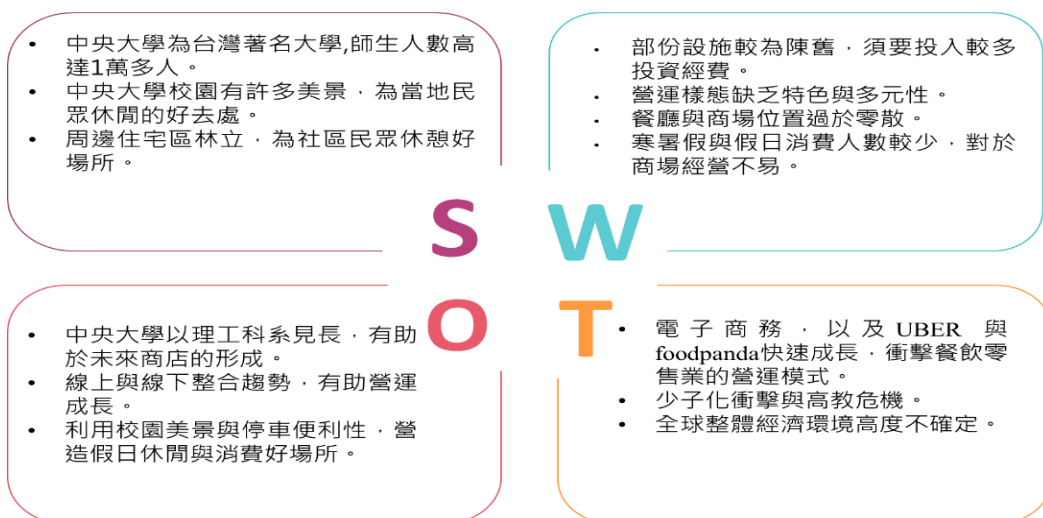 • 中央大學為台灣著名大學,師生人數高
達1萬多人。
• 中央大學校園有許多美景，為當地民
眾休閒的好去處。
• 周邊住宅區林立，為社區民眾休憩好
場所。
S
• 部份設施較為陳舊，須要投入較多
投資經費。
• 營運樣態缺乏特色與多元性。
• 餐廳與商場位置過於零散。
• 寒暑假與假日消費人數較少，對於
商場經營不易。
W
• 中央大學以理工科系見長，有助
於未來商店的形成。
• 線上與線下整合趨勢，有助營運
成長。
• 利用校園美景與停車便利性，營
造假日休閒與消費好場所。
O
• 電子商務，以及UBER 與
foodpanda快速成長，衝擊餐飲零
售業的營運模式。
• 少子化衝擊與高教危機。
• 全球整體經濟環境高度不確定。
T